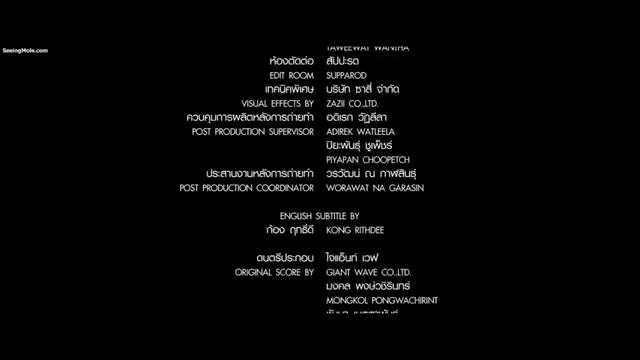 SeeingMole.com
TAWEEWAT WANTHA
ห้องตัดต่อ สัปปะรด
EDIT ROOM SUPPAROD
เทคนิคพิเศษ บริษัท ซาสี่ จำกัด
VISUAL EFFECTS BY ZAZII CO.,LTD.
ควบคุมการผลิตหลังการถ่ายทำ อดิเรก วัฏลีลา
POST PRODUCTION SUPERVISOR ADIREK WATLEELA
ปิยะพันธุ์ ชูเพ็ชร์
PIYAPAN CHOOPETCH
ประสานงานหลังการถ่ายทำ วรวัฒน์ ณ กาฬสินธุ์
POST PRODUCTION COORDINATOR WORAWAT NA GARASIN
ENGLISH SUBTITLE BY
ก้อง ฤทธิ์ดี KONG RITHDEE
ดนตรีประกอบ ไจแอ็นท์ เวฟ
ORIGINAL SCORE BY GIANT WAVE CO.,LTD.
มงคล พงษ์วชิรินทร์
MONGKOL PONGWACHIRINT